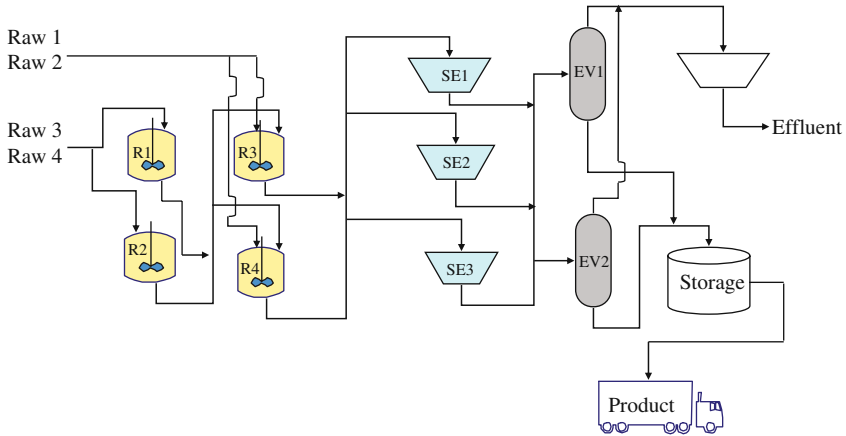 Raw 1
Raw 2
Raw 3
Raw 4
R1
R2
R3
R4
SE1
SE2
SE3
EV1
EV2
Effluent
Storage
Product